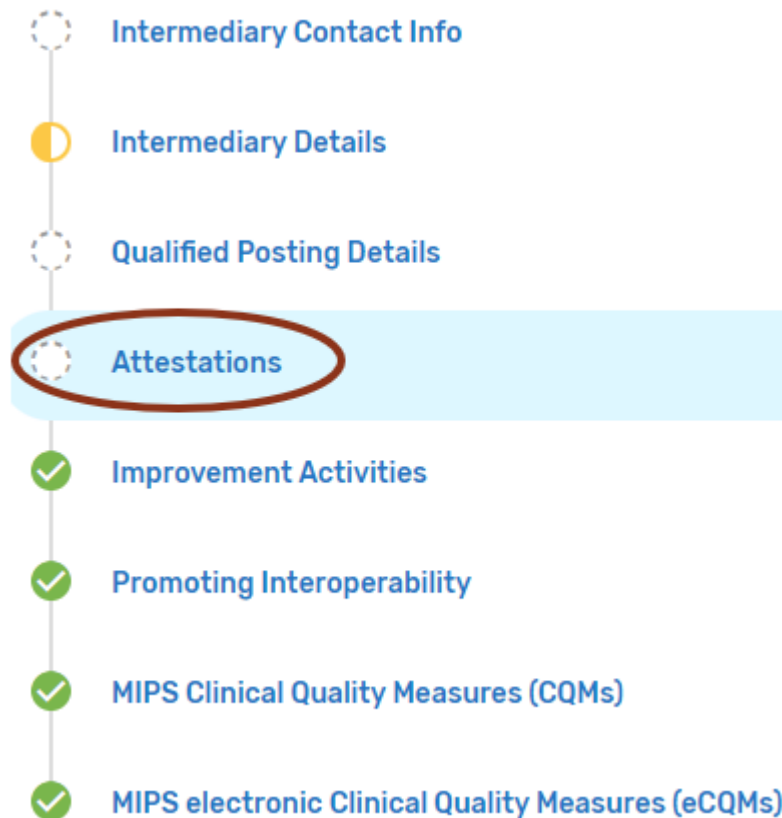 Intermediary Contact Info
Intermediary Details
Qualified Posting Details
Attestations
Improvement Activities
Promoting Interoperability
MIPS Clinical Quality Measures (CQMs)
MIPS electronic Clinical Quality Measures (eCQMs)